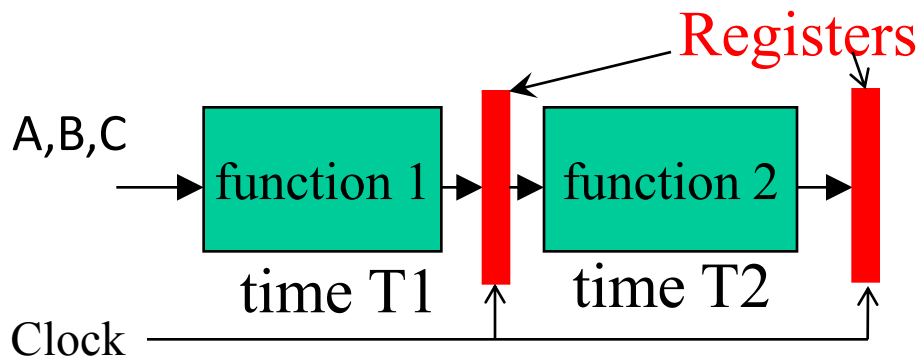 Registers
A,B,C
function 1
function 2
time T1
time T2
Clock